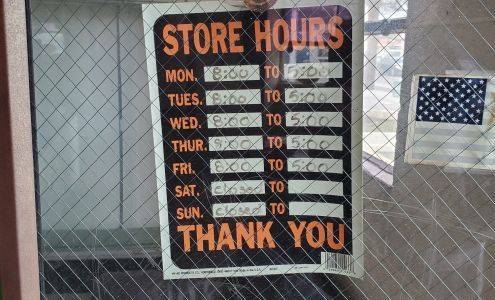 STORE HOURS
MON. 8:00 TO 5:00
TUES. 8:00 TO 5:00
WED. 8:00 TO 5:00
THUR. 8:00 TO 5:00
FRI. 8:00 TO 5:00
SAT. closed TO
SUN. closed TO
THANK YOU